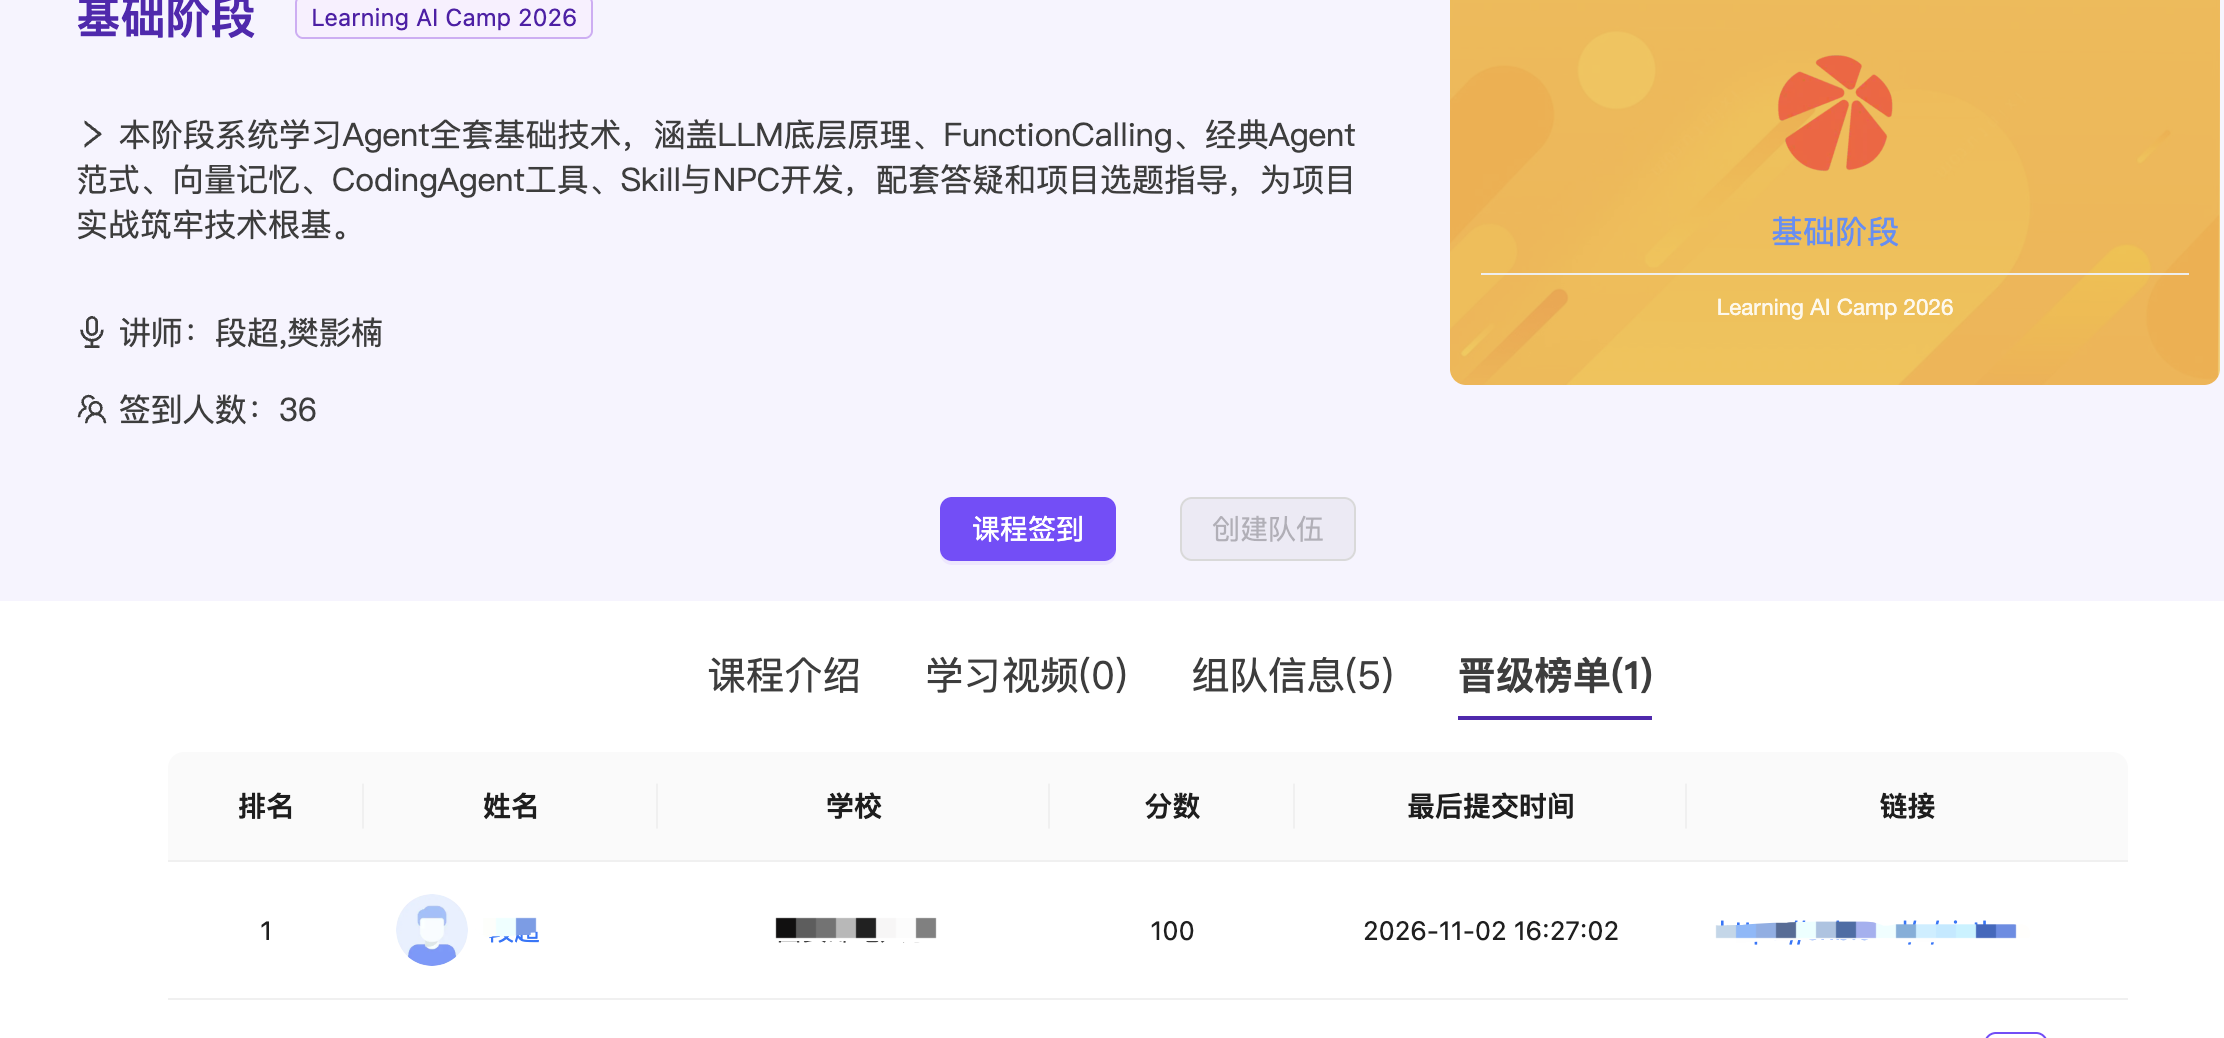 基础阶段
Learning AI Camp 2026
本阶段系统学习Agent全套基础技术，涵盖LLM底层原理、FunctionCalling、经典Agent
范式、向量记忆、CodingAgent工具、Skill与NPC开发，配套答疑和项目选题指导，为项目
实战筑牢技术根基。
讲师：段超,樊影楠
签到人数：36
基础阶段
Learning AI Camp 2026
课程签到
创建队伍
课程介绍
学习视频(0)
组队信息(5)
晋级榜单(1)
排名
姓名
学校
分数
最后提交时间
链接
1
100
2026-11-02 16:27:02